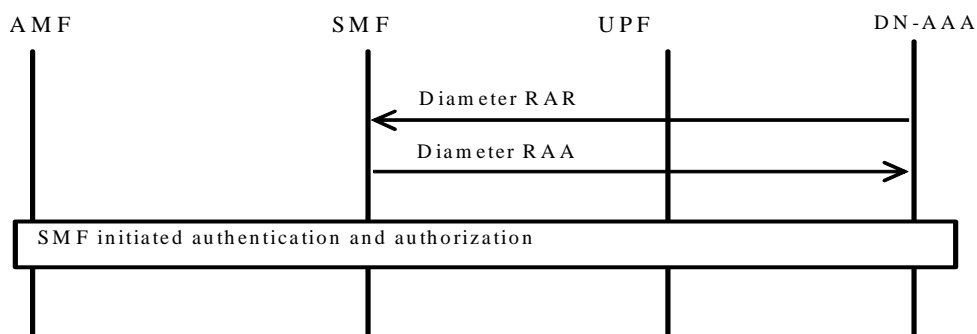 AMF SMF UPF DN-AAA
Diameter RAR
Diameter RAA
SMF initiated authentication and authorization